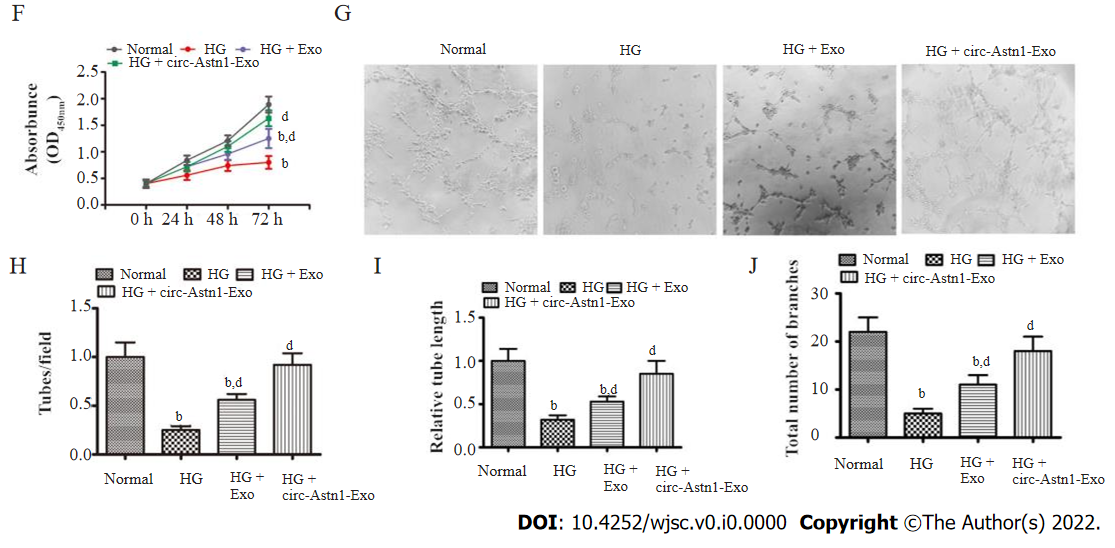 F
Normal HG HG + Exo
HG + circ-Astn1-Exo
Absorbunce
(OD450nm)
2.5
2.0
1.5
1.0
0.5
0.0
0 h 24 h 48 h 72 h
d
b,d
b
G
Normal HG HG + Exo HG + circ-Astn1-Exo
H
Normal HG HG + Exo
HG + circ-Astn1-Exo
Tubes/field
1.5
1.0
0.5
0.0
b
b,d
d
Normal HG HG + Exo HG + circ-Astn1-Exo
I
Normal HG HG + Exo
HG + circ-Astn1-Exo
Relative tube length
1.5
1.0
0.5
0.0
b
b,d
d
Normal HG HG + Exo HG + circ-Astn1-Exo
J
Normal HG HG + Exo
HG + circ-Astn1-Exo
Total number of branches
30
20
10
0
b
b,d
d
Normal HG HG + Exo HG + circ-Astn1-Exo
DOI: 10.4252/wjsc.v0.i0.0000 Copyright ©The Author(s) 2022.